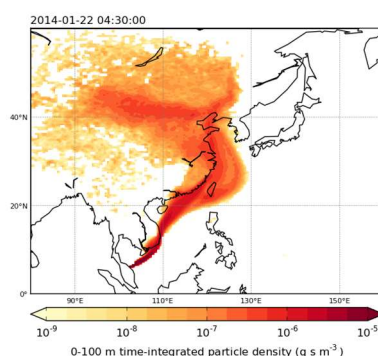 2014-01-22 04:30:00
40°N
20°N
0°
90°E 110°E 130°E 150°E
10⁻⁹ 10⁻⁸ 10⁻⁷ 10⁻⁶ 10⁻⁵
0-100 m time-integrated particle density (g s m⁻³)